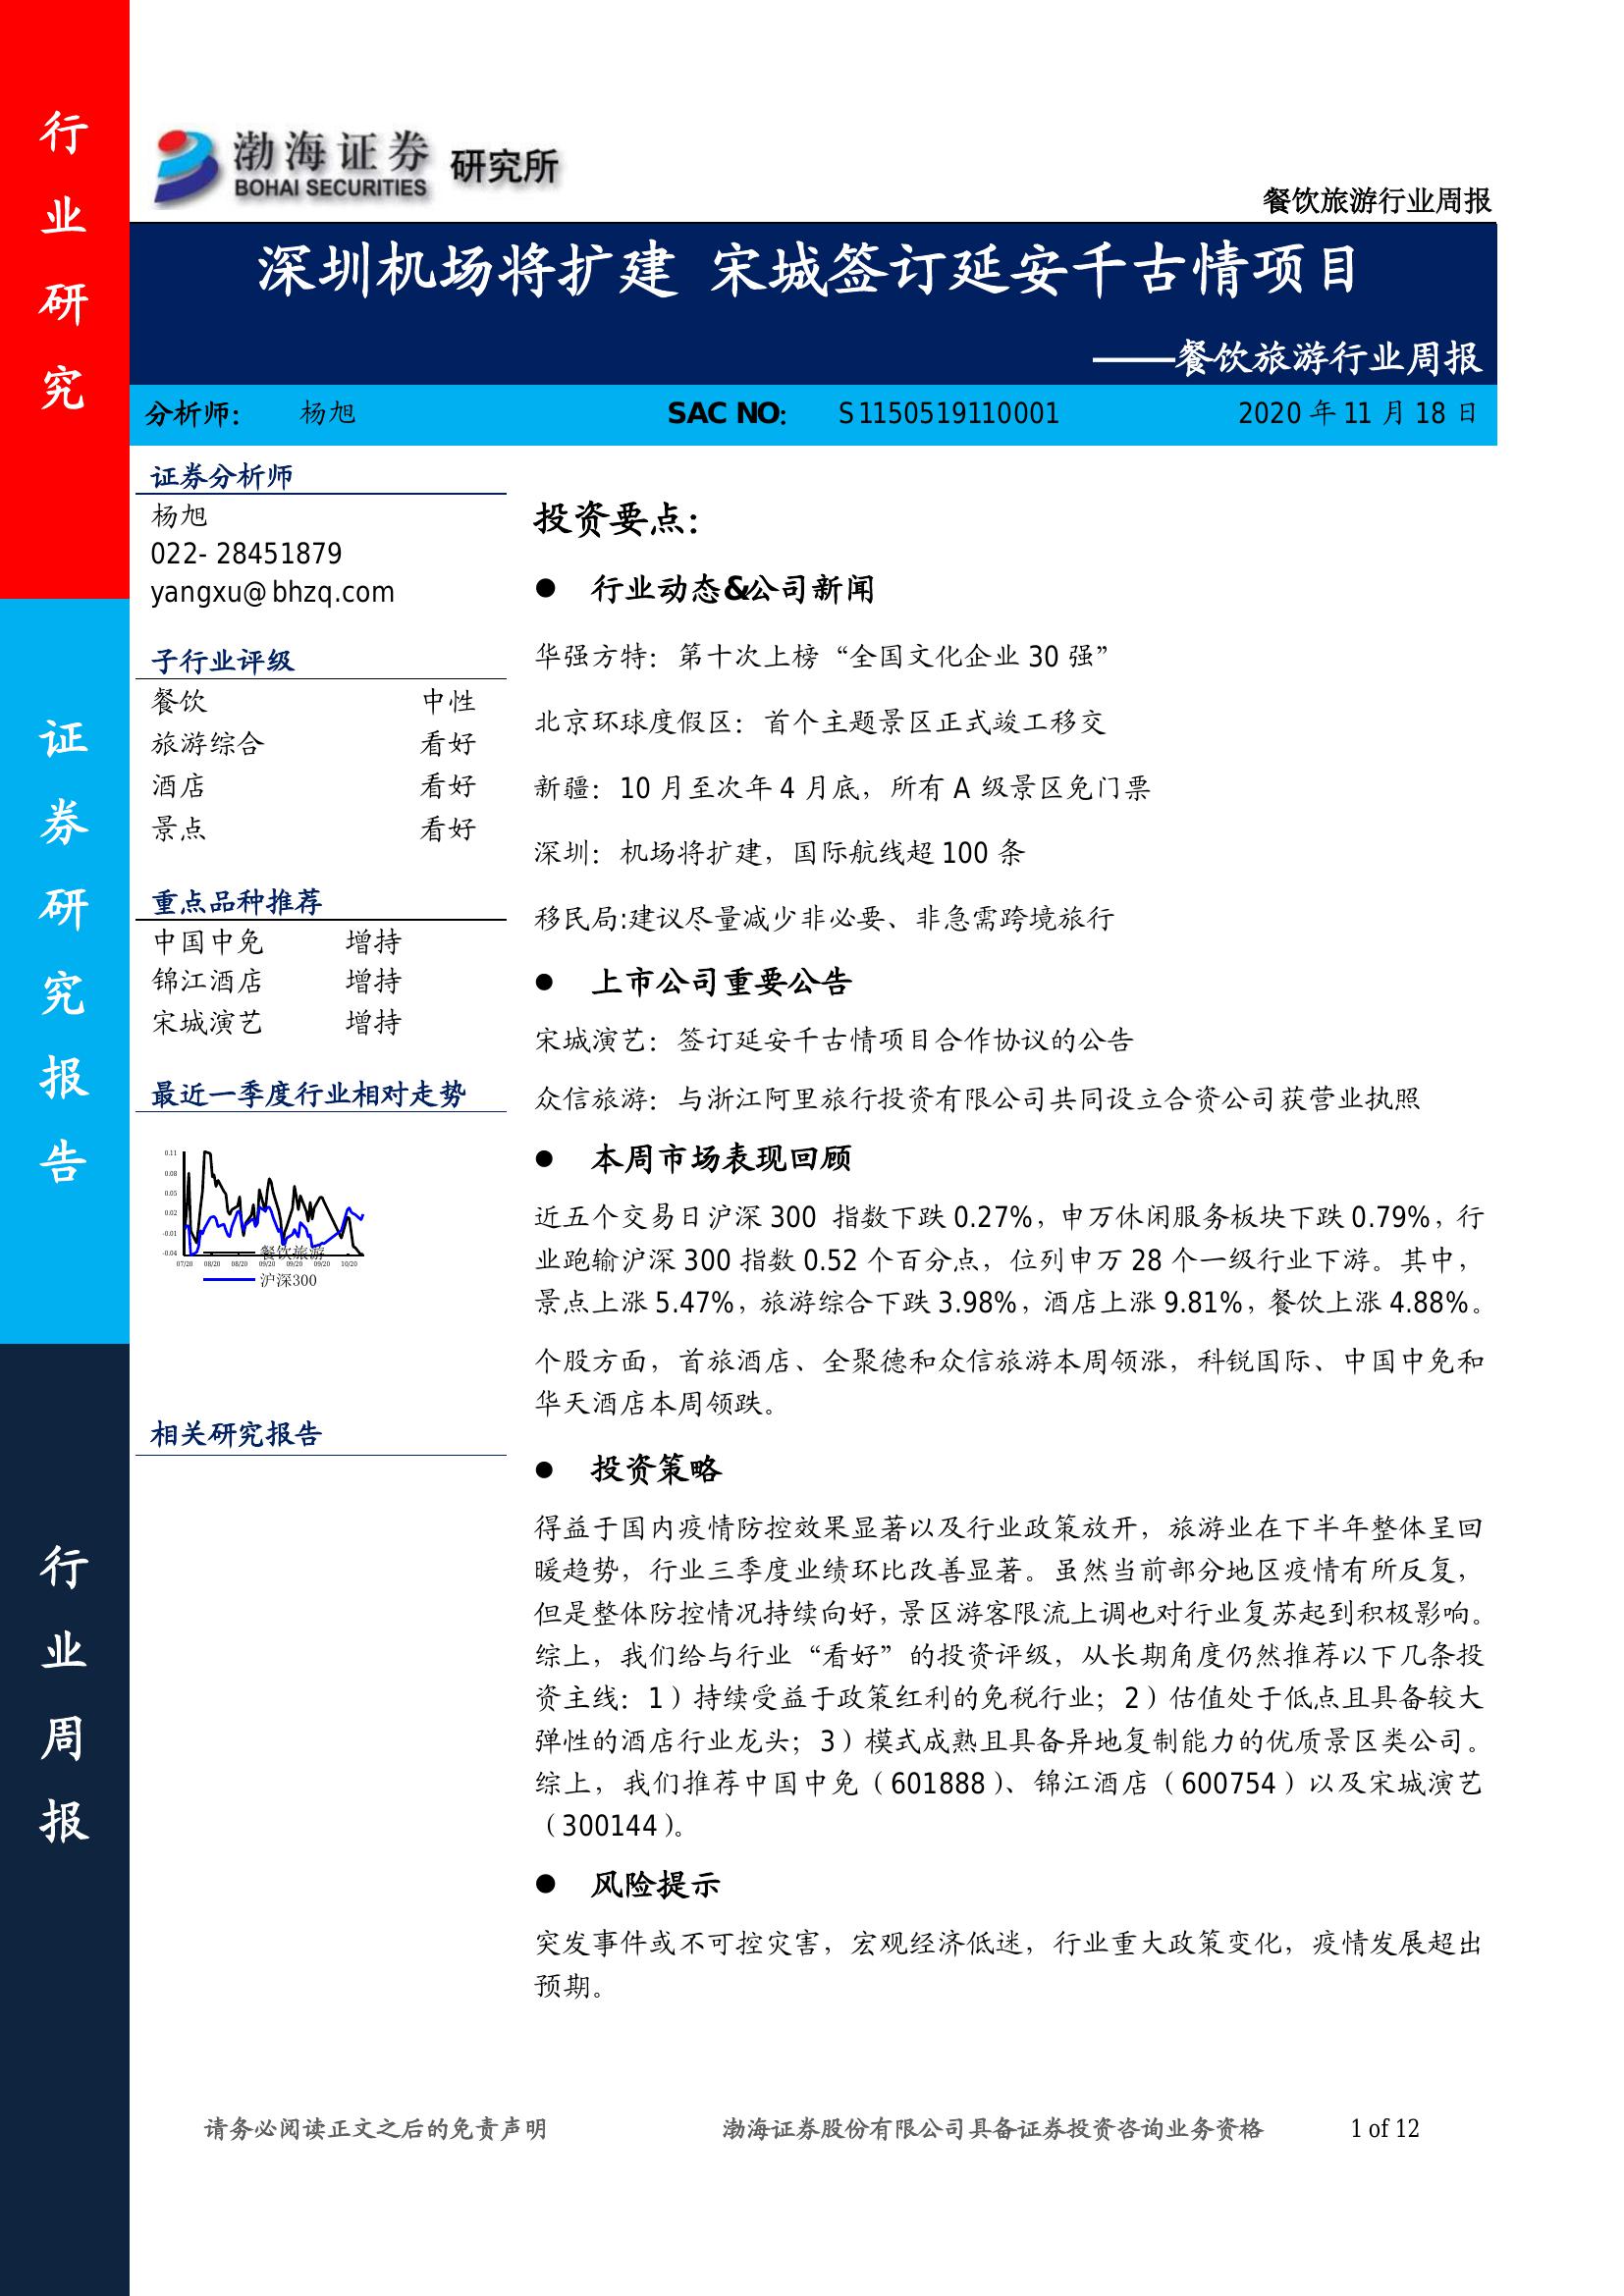 行业研究
证券研究报告
行业周报
渤海证券 研究所
BOHAI SECURITIES
餐饮旅游行业周报
深圳机场将扩建 宋城签订延安千古情项目
——餐饮旅游行业周报
分析师： 杨旭 SAC NO： S1150519110001 2020 年 11 月 18 日
证券分析师
杨旭
022-28451879
yangxu@bhzq.com
子行业评级
餐饮 中性
旅游综合 看好
酒店 看好
景点 看好
重点品种推荐
中国中免 增持
锦江酒店 增持
宋城演艺 增持
最近一季度行业相对走势
0.11
0.08
0.05
0.02
-0.01
-0.04
07/20 08/20 08/20 09/20 09/20 09/20 10/20
餐饮旅游
沪深300
相关研究报告
投资要点：
● 行业动态&公司新闻
华强方特：第十次上榜“全国文化企业 30 强”
北京环球度假区：首个主题景区正式竣工移交
新疆：10 月至次年 4 月底，所有 A 级景区免门票
深圳：机场将扩建，国际航线超 100 条
移民局:建议尽量减少非必要、非急需跨境旅行
● 上市公司重要公告
宋城演艺：签订延安千古情项目合作协议的公告
众信旅游：与浙江阿里旅行投资有限公司共同设立合资公司获营业执照
● 本周市场表现回顾
近五个交易日沪深 300 指数下跌 0.27%，申万休闲服务板块下跌 0.79%，行
业跑输沪深 300 指数 0.52 个百分点，位列申万 28 个一级行业下游。其中，
景点上涨 5.47%，旅游综合下跌 3.98%，酒店上涨 9.81%，餐饮上涨 4.88%。
个股方面，首旅酒店、全聚德和众信旅游本周领涨，科锐国际、中国中免和
华天酒店本周领跌。
● 投资策略
得益于国内疫情防控效果显著以及行业政策放开，旅游业在下半年整体呈回
暖趋势，行业三季度业绩环比改善显著。虽然当前部分地区疫情有所反复，
但是整体防控情况持续向好，景区游客限流上调也对行业复苏起到积极影响。
综上，我们给与行业“看好”的投资评级，从长期角度仍然推荐以下几条投
资主线：1）持续受益于政策红利的免税行业；2）估值处于低点且具备较大
弹性的酒店行业龙头；3）模式成熟且具备异地复制能力的优质景区类公司。
综上，我们推荐中国中免（601888）、锦江酒店（600754）以及宋城演艺
（300144）。
● 风险提示
突发事件或不可控灾害，宏观经济低迷，行业重大政策变化，疫情发展超出
预期。
请务必阅读正文之后的免责声明 渤海证券股份有限公司具备证券投资咨询业务资格 1 of 12